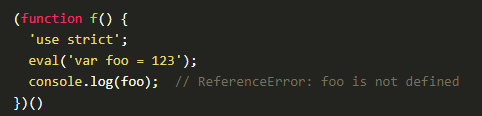 (function f() {
  'use strict';
  eval('var foo = 123');
  console.log(foo);  // ReferenceError: foo is not defined
})()